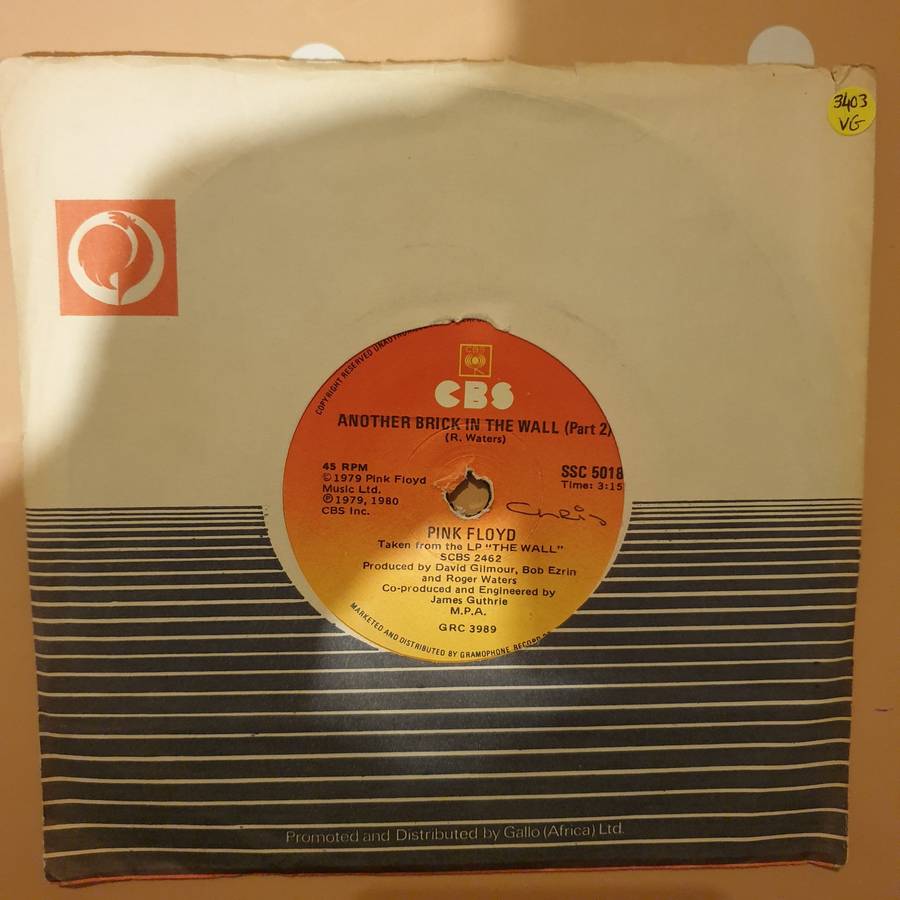 3403
VG
COPYRIGHT RESERVED
CBS
CBS
ANOTHER BRICK IN THE WALL (Part 2)
(R. Waters)
45 RPM
©1979 Pink Floyd
Music Ltd.
℗1979, 1980
CBS Inc.
SSC 5018
Time: 3:15
Chris
PINK FLOYD
Taken from the LP "THE WALL"
SCBS 2462
Produced by David Gilmour, Bob Ezrin
and Roger Waters
Co-produced and Engineered by
James Guthrie
M.P.A.
GRC 3989
MARKETED AND DISTRIBUTED BY GRAMOPHONE RECORD
Promoted and Distributed by Gallo (Africa) Ltd.